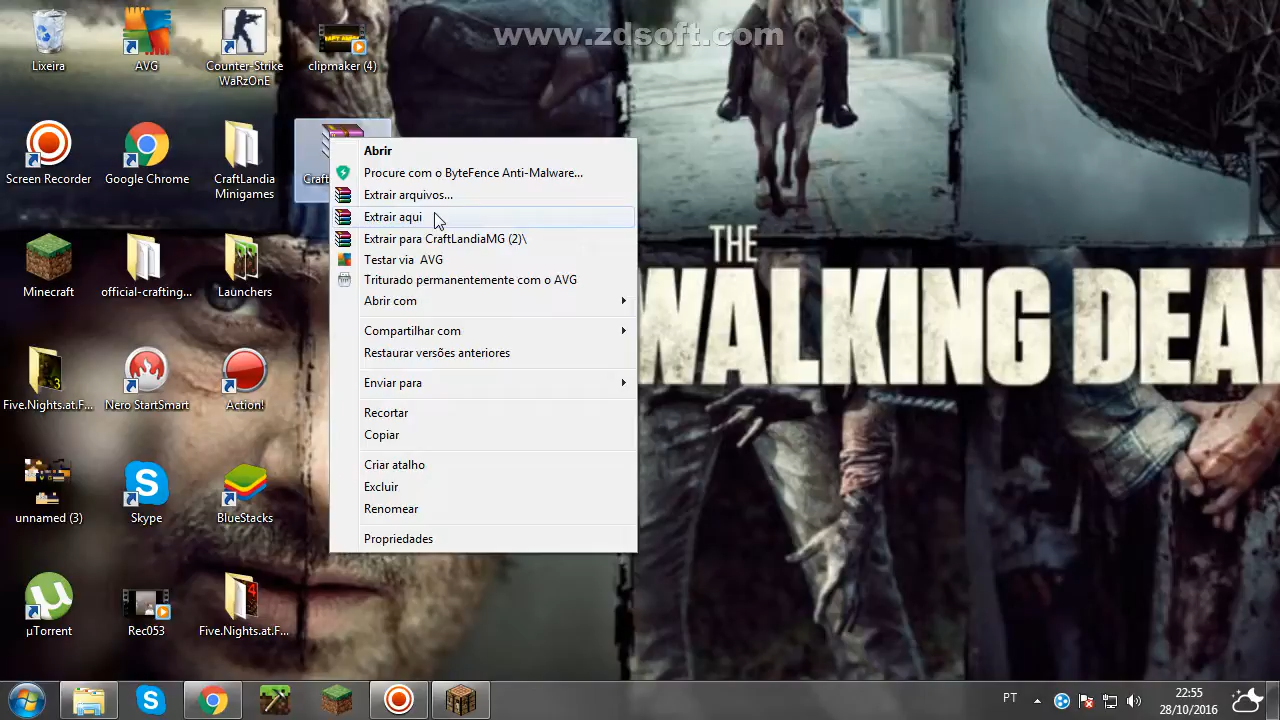 www.zdsoft.com
Lixeira
AVG
Counter-Strike
WaRzOnE
clipmaker (4)
Screen Recorder
Google Chrome
CraftLandia
Minigames
Minecraft
official-crafting...
Launchers
Five.Nights.at.F...
3
Nero StartSmart
Action!
unnamed (3)
Skype
BlueStacks
µTorrent
Rec053
4
Five.Nights.at.F...
Abrir
Procure com o ByteFence Anti-Malware...
Extrair arquivos...
Extrair aqui
Extrair para CraftLandiaMG (2)\
Testar via AVG
Triturado permanentemente com o AVG
Abrir com
Compartilhar com
Restaurar versões anteriores
Enviar para
Recortar
Copiar
Criar atalho
Excluir
Renomear
Propriedades
THE
WALKING DEA
PT
22:55
28/10/2016